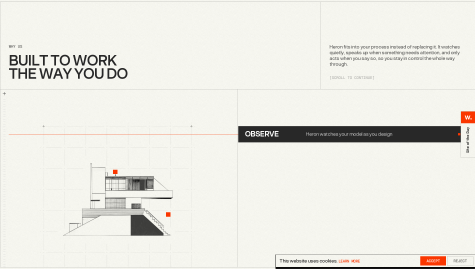 WHY SO
BUILT TO WORK
THE WAY YOU DO
Heron fits into your process instead of replacing it. It watches
quietly, speaks up when something needs attention, and only
acts when you say so, so you stay in control the whole way
through.
[SCROLL TO CONTINUE]
OBSERVE
Heron watches your model as you design
W.
Site of the Day
This website uses cookies LEARN MORE
ACCEPT
REJECT